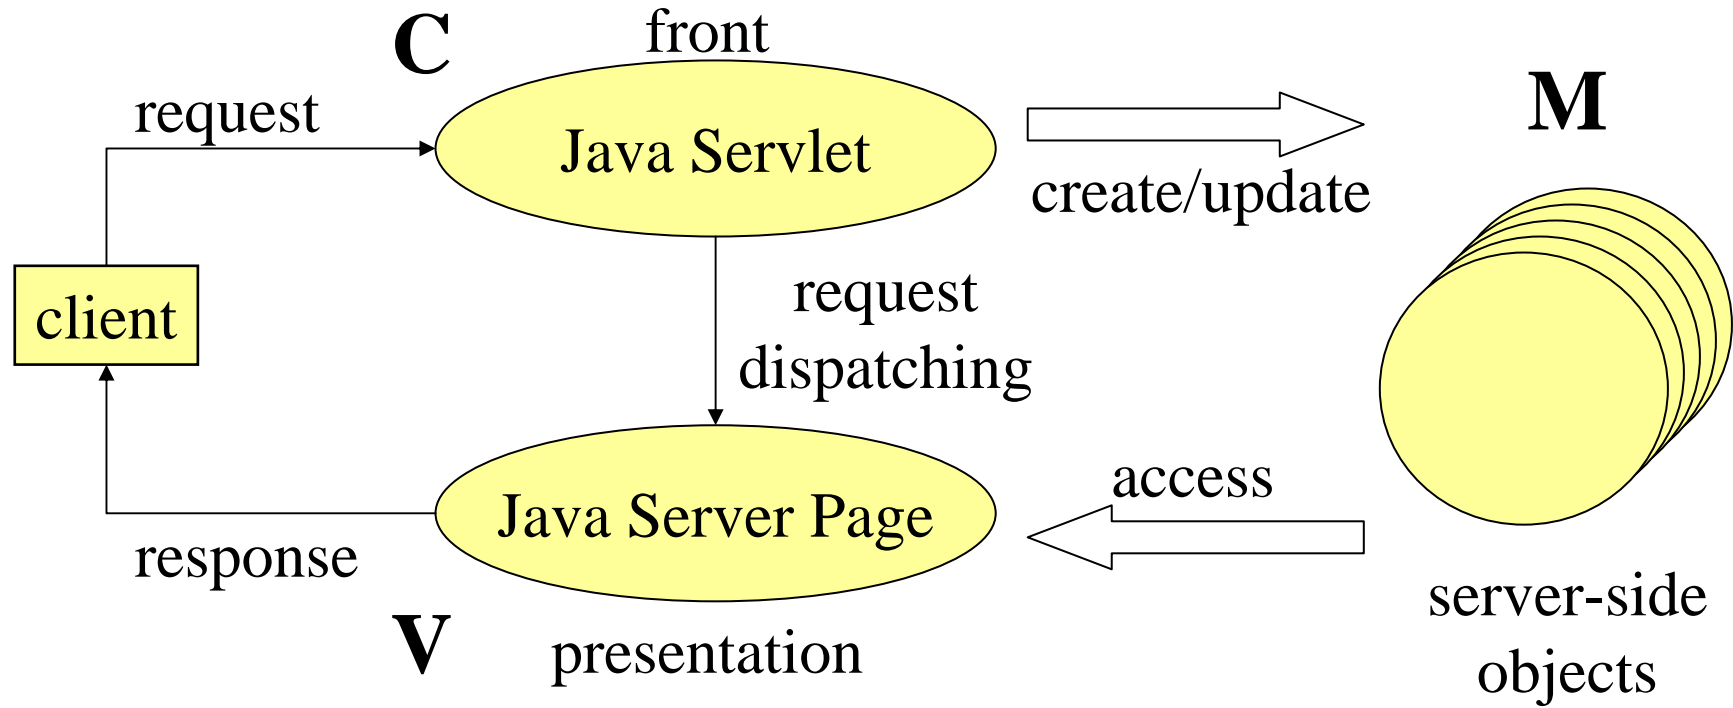 C
front
M
request
Java Servlet
create/update
client
request
dispatching
access
Java Server Page
response
server-side
objects
V
presentation